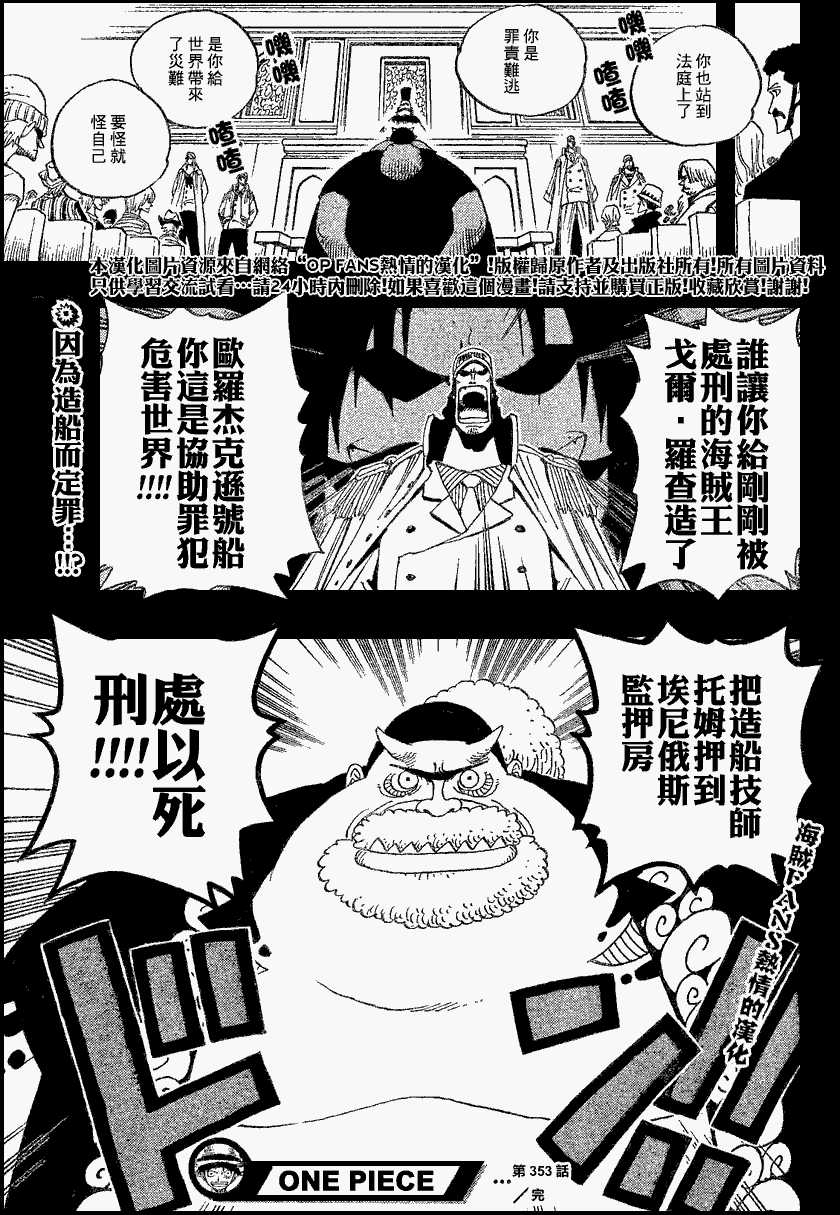 你也站到
法庭上了
喳喳
嘰嘰
你是
罪責難逃
嘰嘰
是你給
世界帶來
了災難
喳喳
要怪就
怪自己
本漢化圖片資源來自網絡“OP FANS熱情的漢化”!版權歸原作者及出版社所有!所有圖片資料
只供學習交流試看…請24小時內刪除!如果喜歡這個漫畫!請支持並購買正版!收藏欣賞!謝謝!
誰讓你給剛剛被
處刑的海賊王
戈爾·羅查造了
歐羅杰克遜號船
你這是協助罪犯
危害世界!!!!
因為造船而定罪…!!?
把造船技師
托姆押到
埃尼俄斯
監押房
處以死
刑!!!!
海賊FANS熱情的漢化…
ドドン
ONE PIECE
…第353話
/完